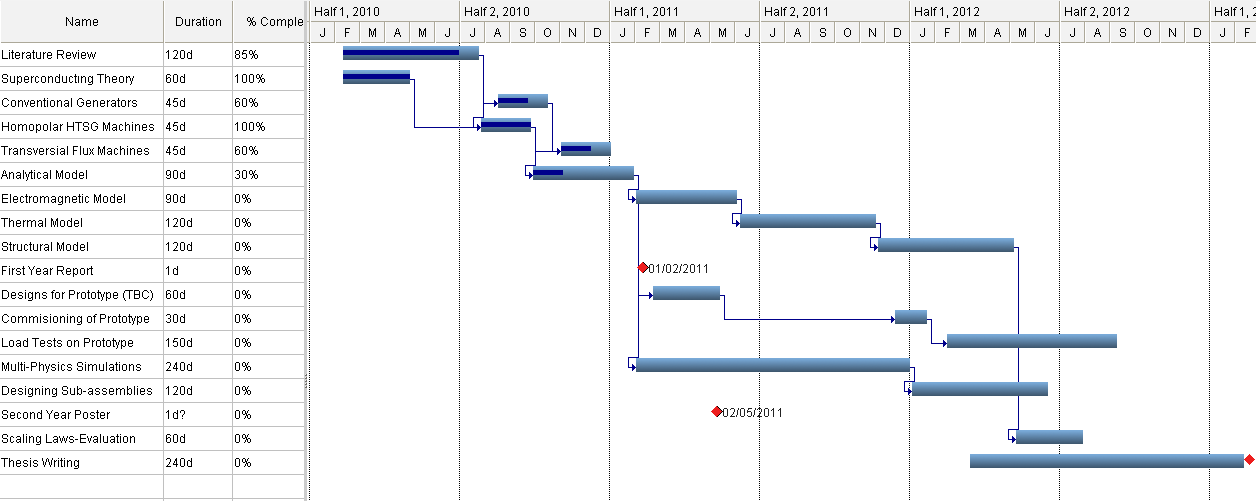 Name Duration % Comple Half 1, 2010 Half 2, 2010 Half 1, 2011 Half 2, 2011 Half 1, 2012 Half 2, 2012 Half 1, 2
J F M A M J J A S O N D J F M A M J J A S O N D J F M A M J J A S O N D J F
Literature Review 120d 85%
Superconducting Theory 60d 100%
Conventional Generators 45d 60%
Homopolar HTSG Machines 45d 100%
Transversial Flux Machines 45d 60%
Analytical Model 90d 30%
Electromagnetic Model 90d 0%
Thermal Model 120d 0%
Structural Model 120d 0%
First Year Report 1d 0% 01/02/2011
Designs for Prototype (TBC) 60d 0%
Commisioning of Prototype 30d 0%
Load Tests on Prototype 150d 0%
Multi-Physics Simulations 240d 0%
Designing Sub-assemblies 120d 0%
Second Year Poster 1d? 0% 02/05/2011
Scaling Laws-Evaluation 60d 0%
Thesis Writing 240d 0%